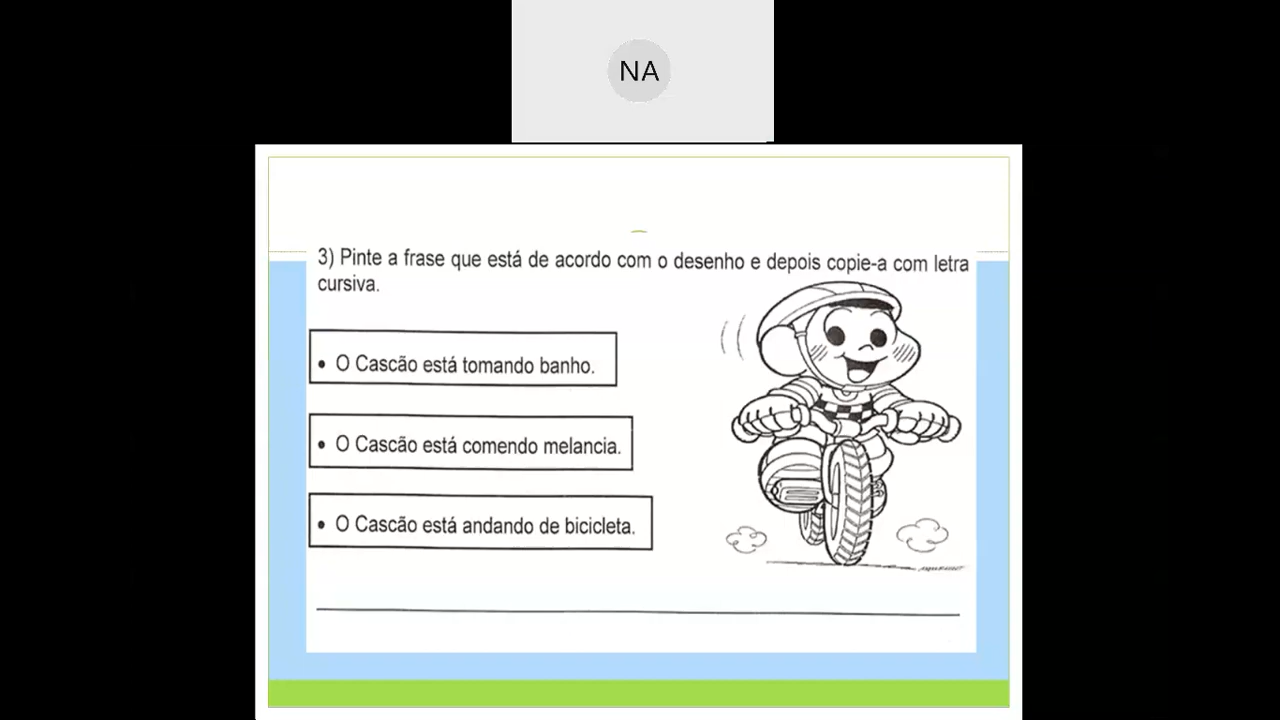 NA
3) Pinte a frase que está de acordo com o desenho e depois copie-a com letra
cursiva.
• O Cascão está tomando banho.
• O Cascão está comendo melancia.
• O Cascão está andando de bicicleta.